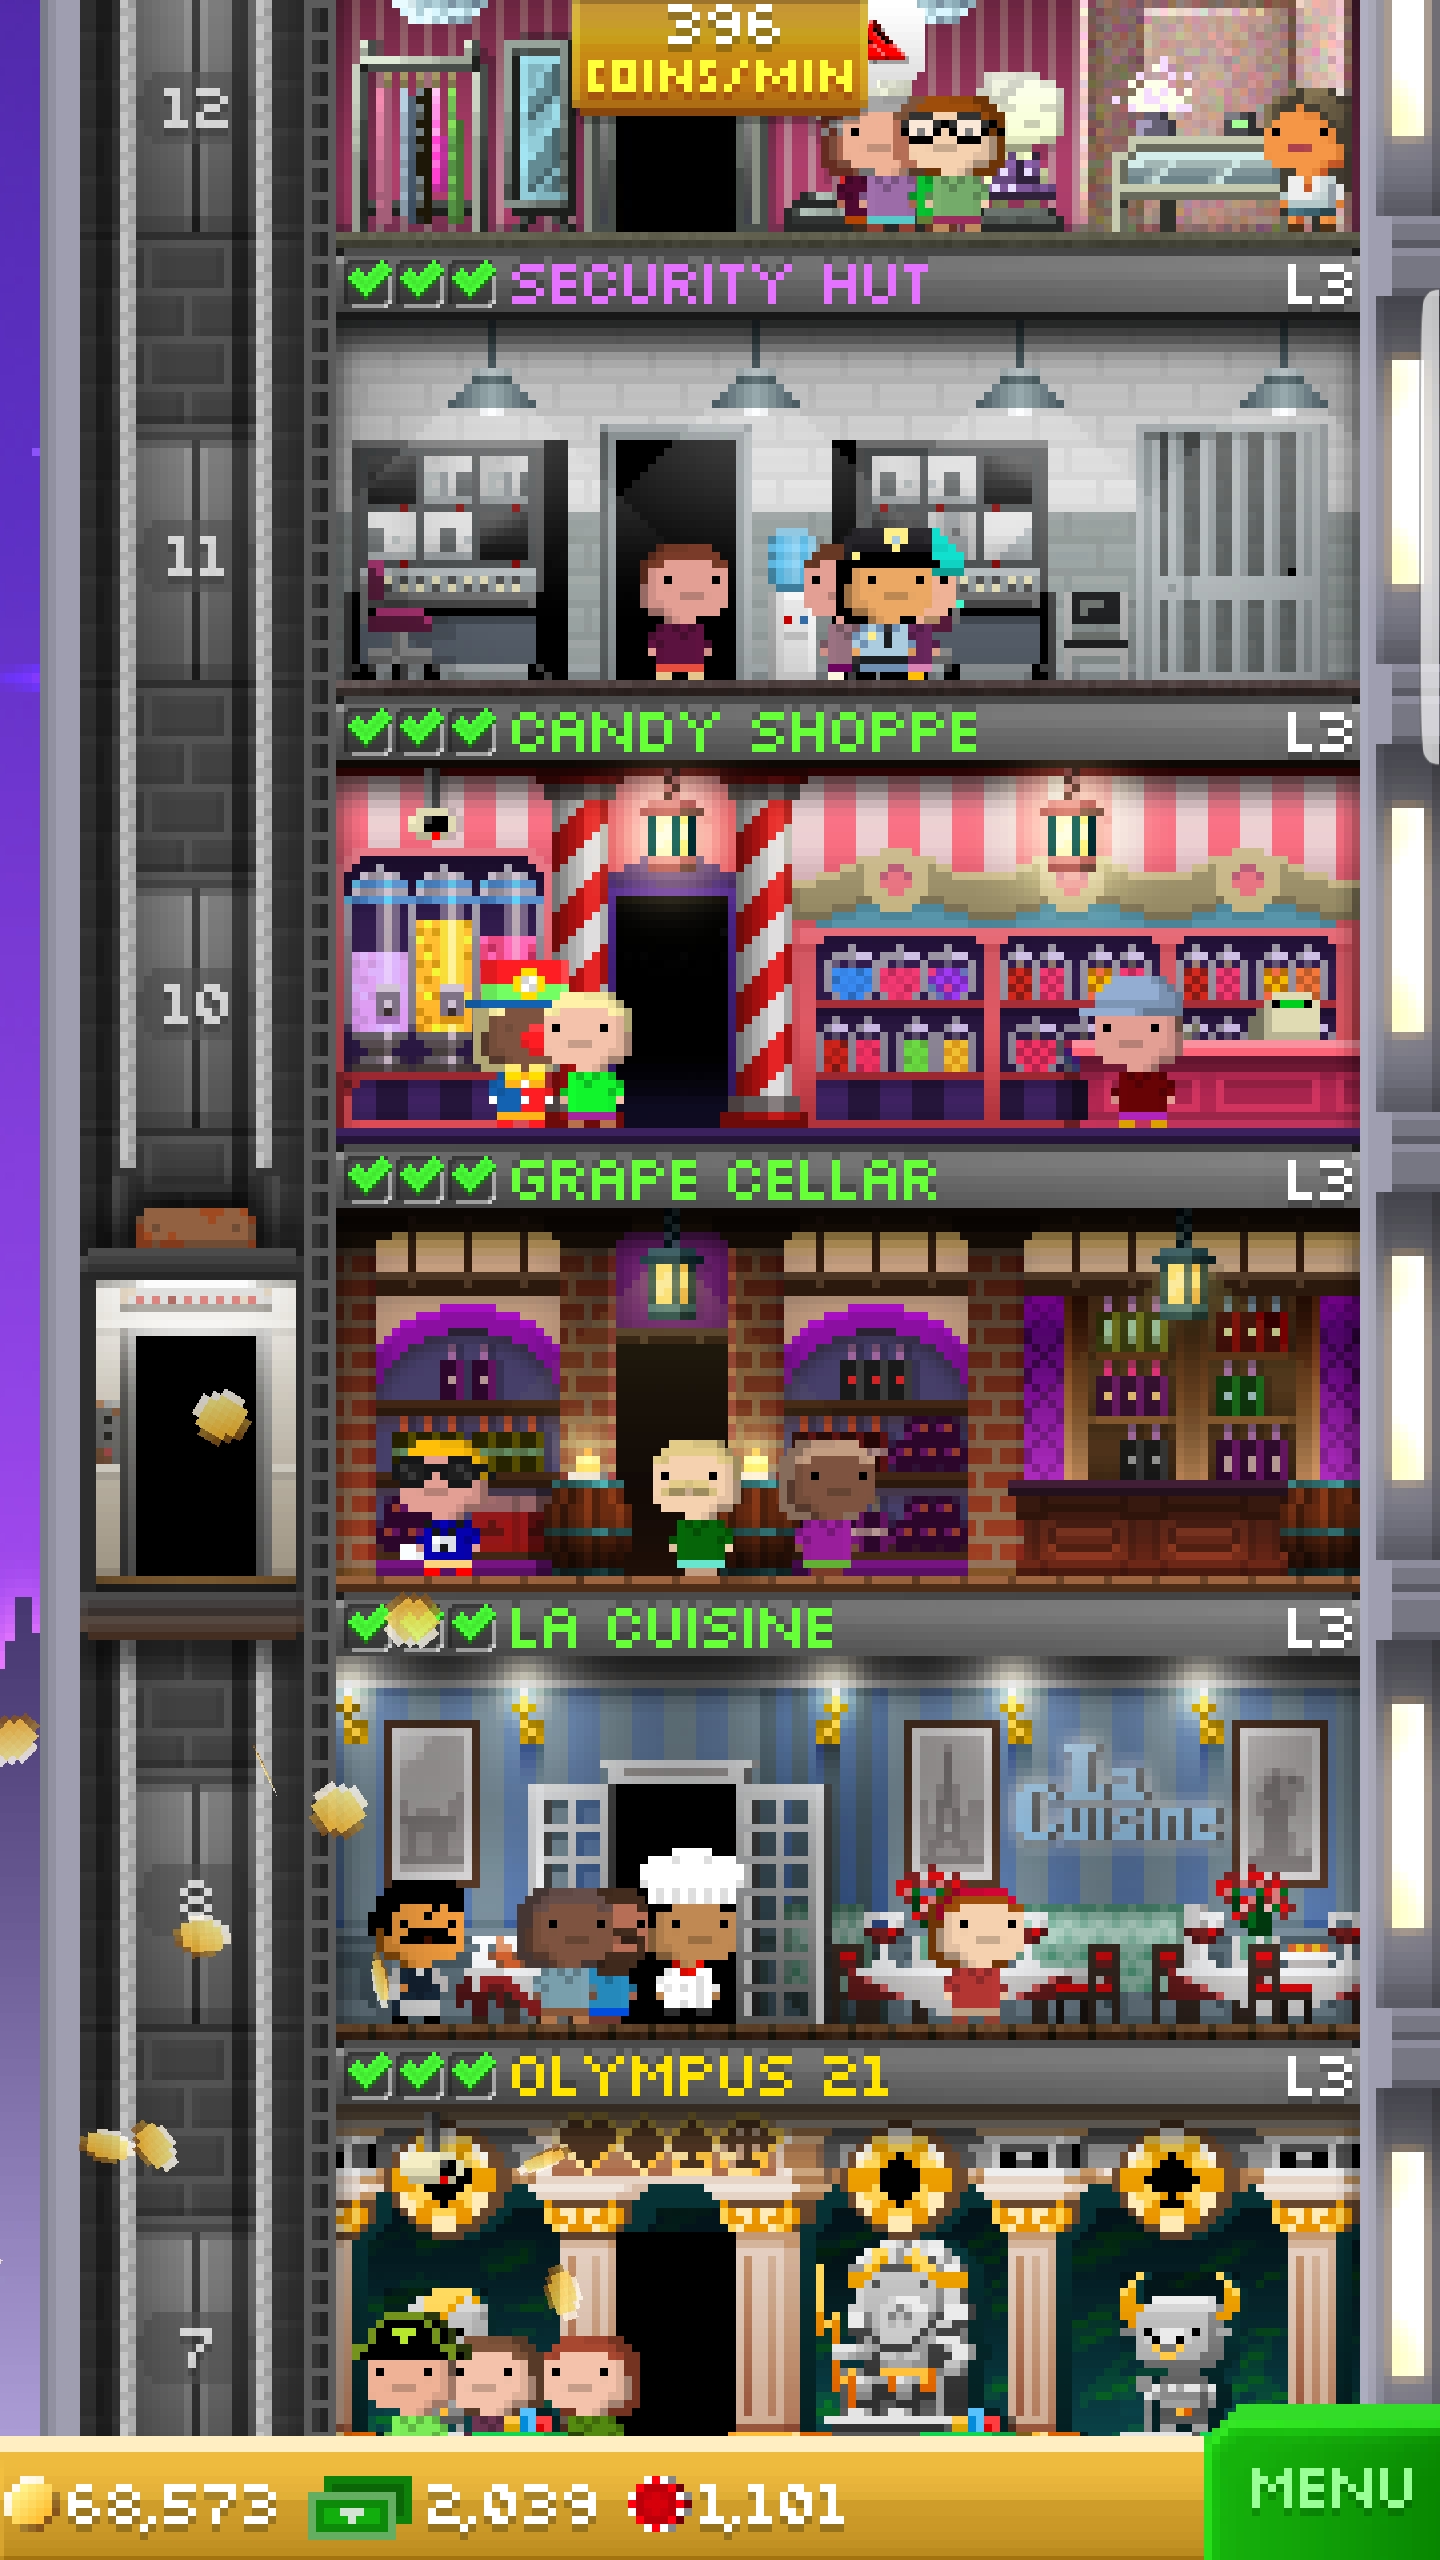 396
COINS/MIN
12
SECURITY HUT L3
11
CANDY SHOPPE L3
10
GRAPE CELLAR L3
LA CUISINE L3
La
Cuisine
8
OLYMPUS 21 L3
7
68,573 2,039 1,101
MENU